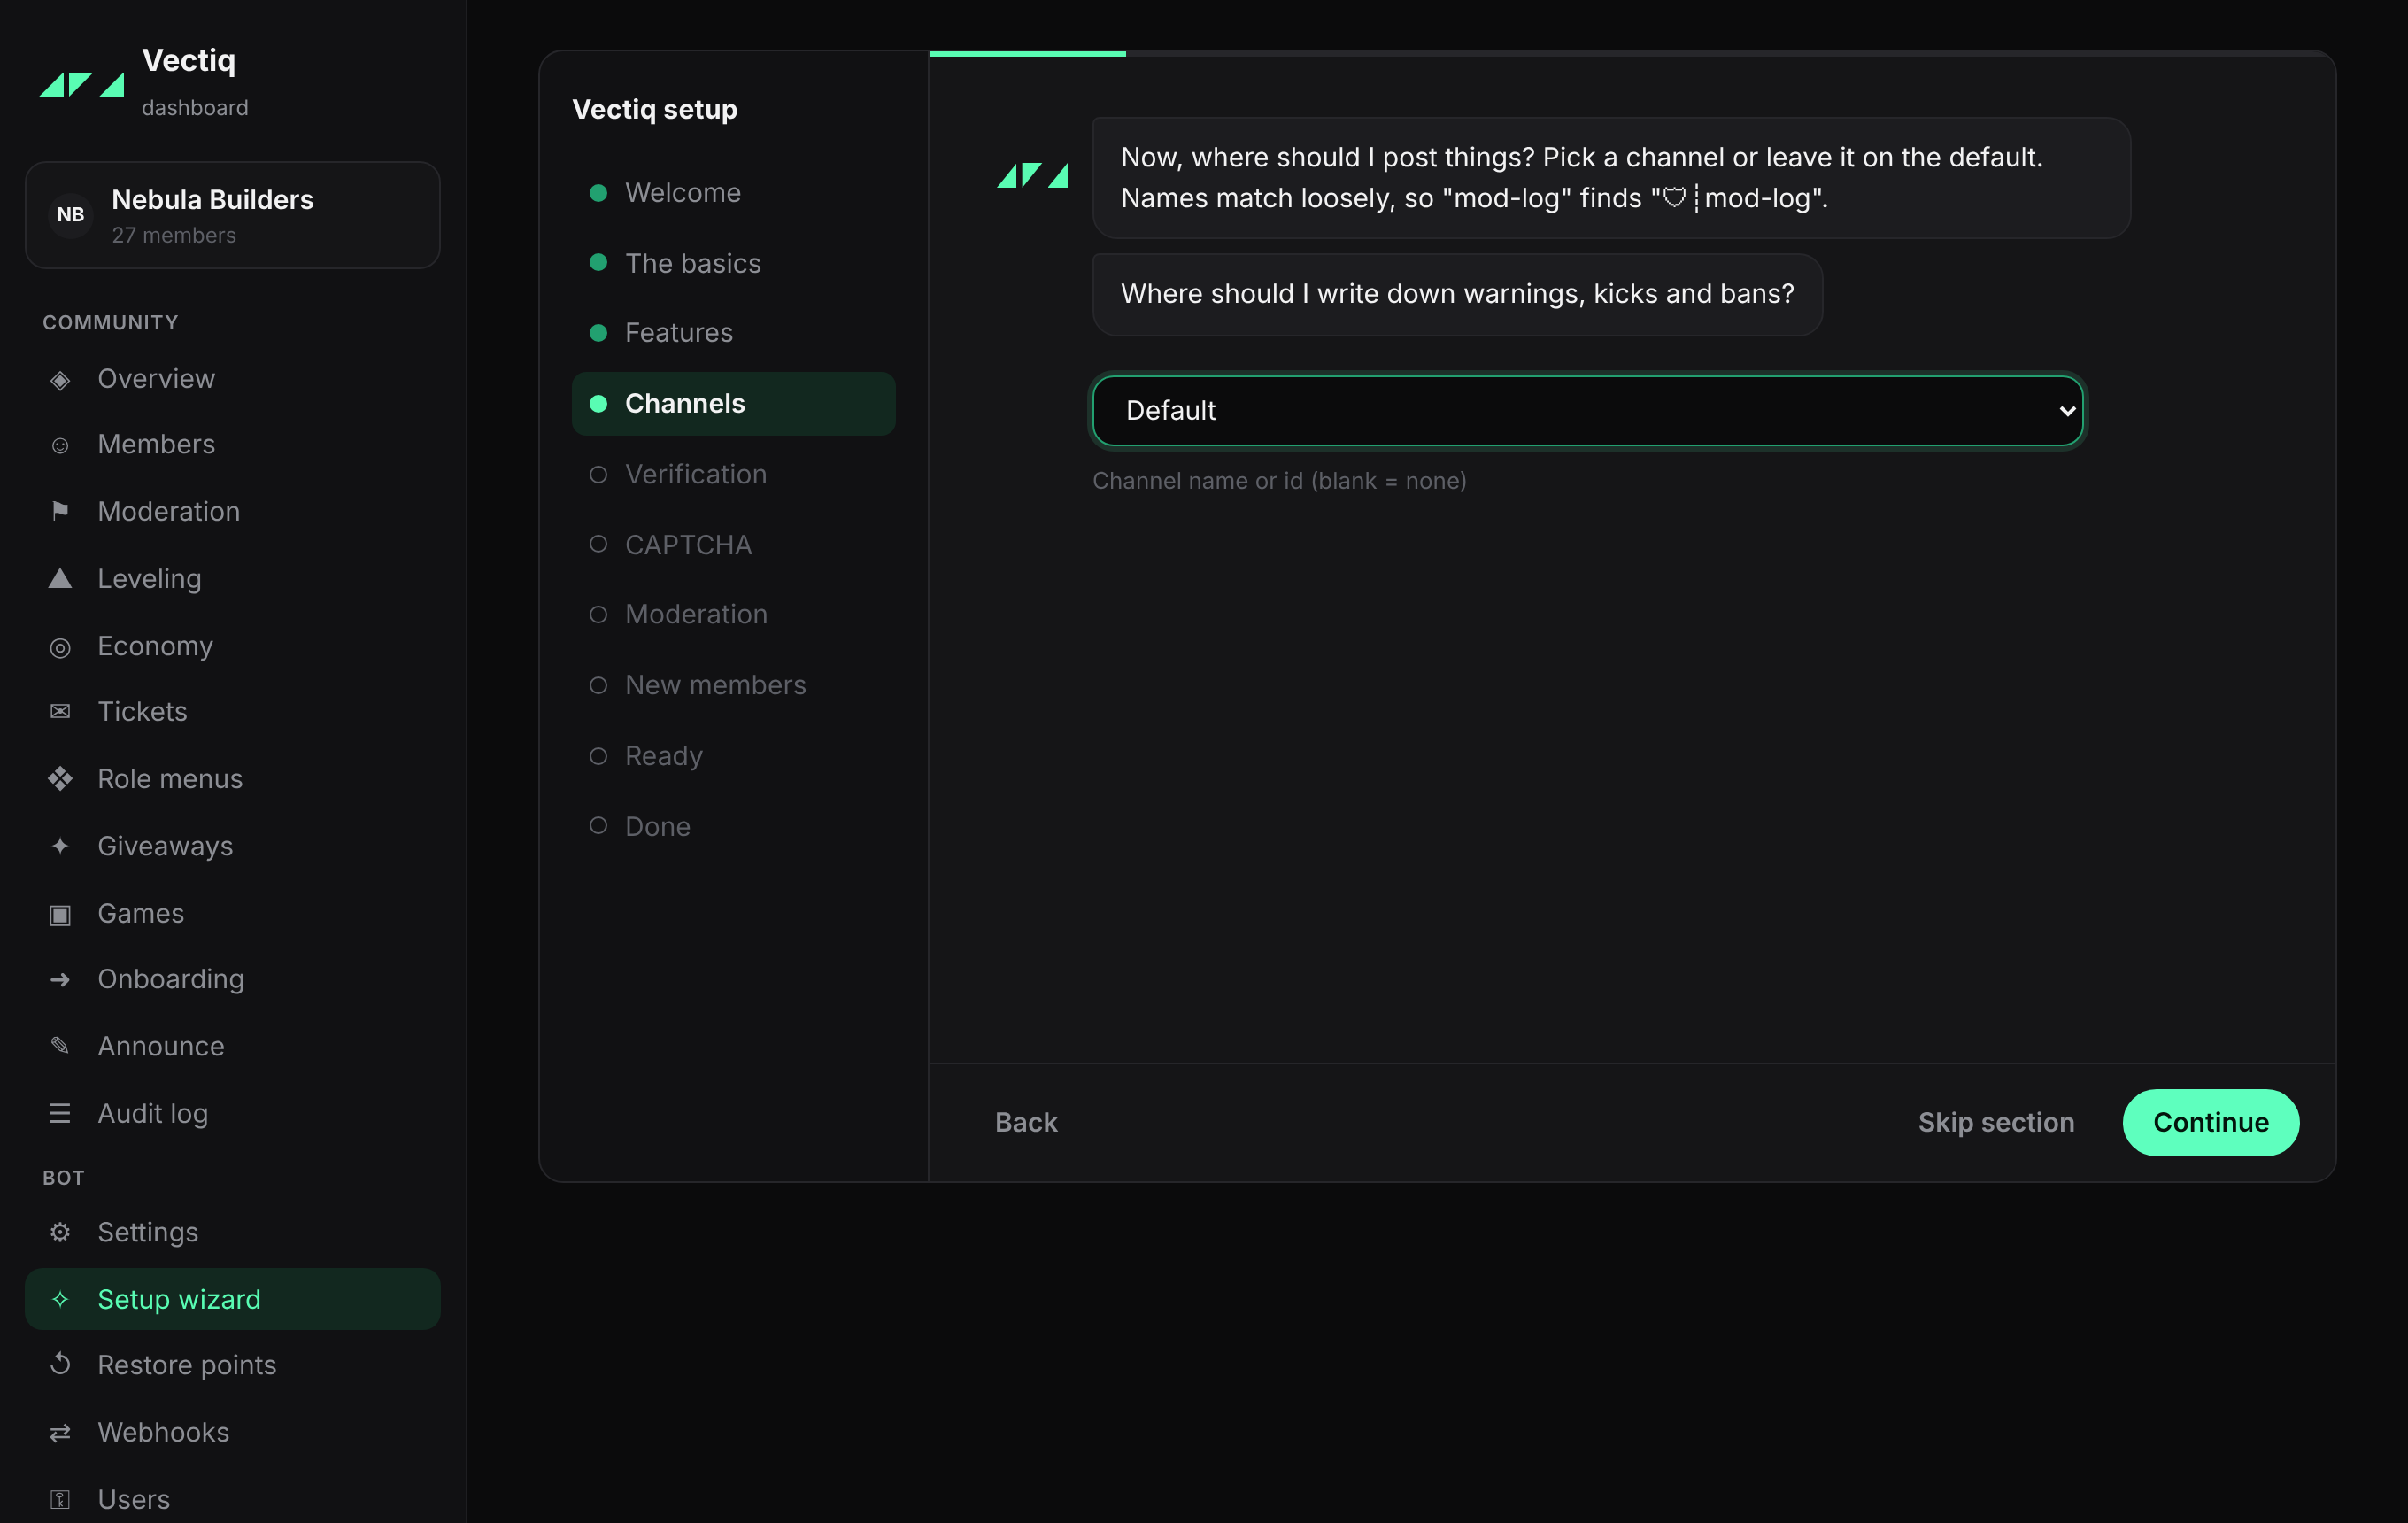 Vectiq
dashboard
NB
Nebula Builders
27 members
COMMUNITY
Overview
Members
Moderation
Leveling
Economy
Tickets
Role menus
Giveaways
Games
Onboarding
Announce
Audit log
BOT
Settings
Setup wizard
Restore points
Webhooks
Users
Vectiq setup
Welcome
The basics
Features
Channels
Verification
CAPTCHA
Moderation
New members
Ready
Done
Now, where should I post things? Pick a channel or leave it on the default.
Names match loosely, so "mod-log" finds "🛡┊mod-log".
Where should I write down warnings, kicks and bans?
Default
Channel name or id (blank = none)
Back
Skip section
Continue